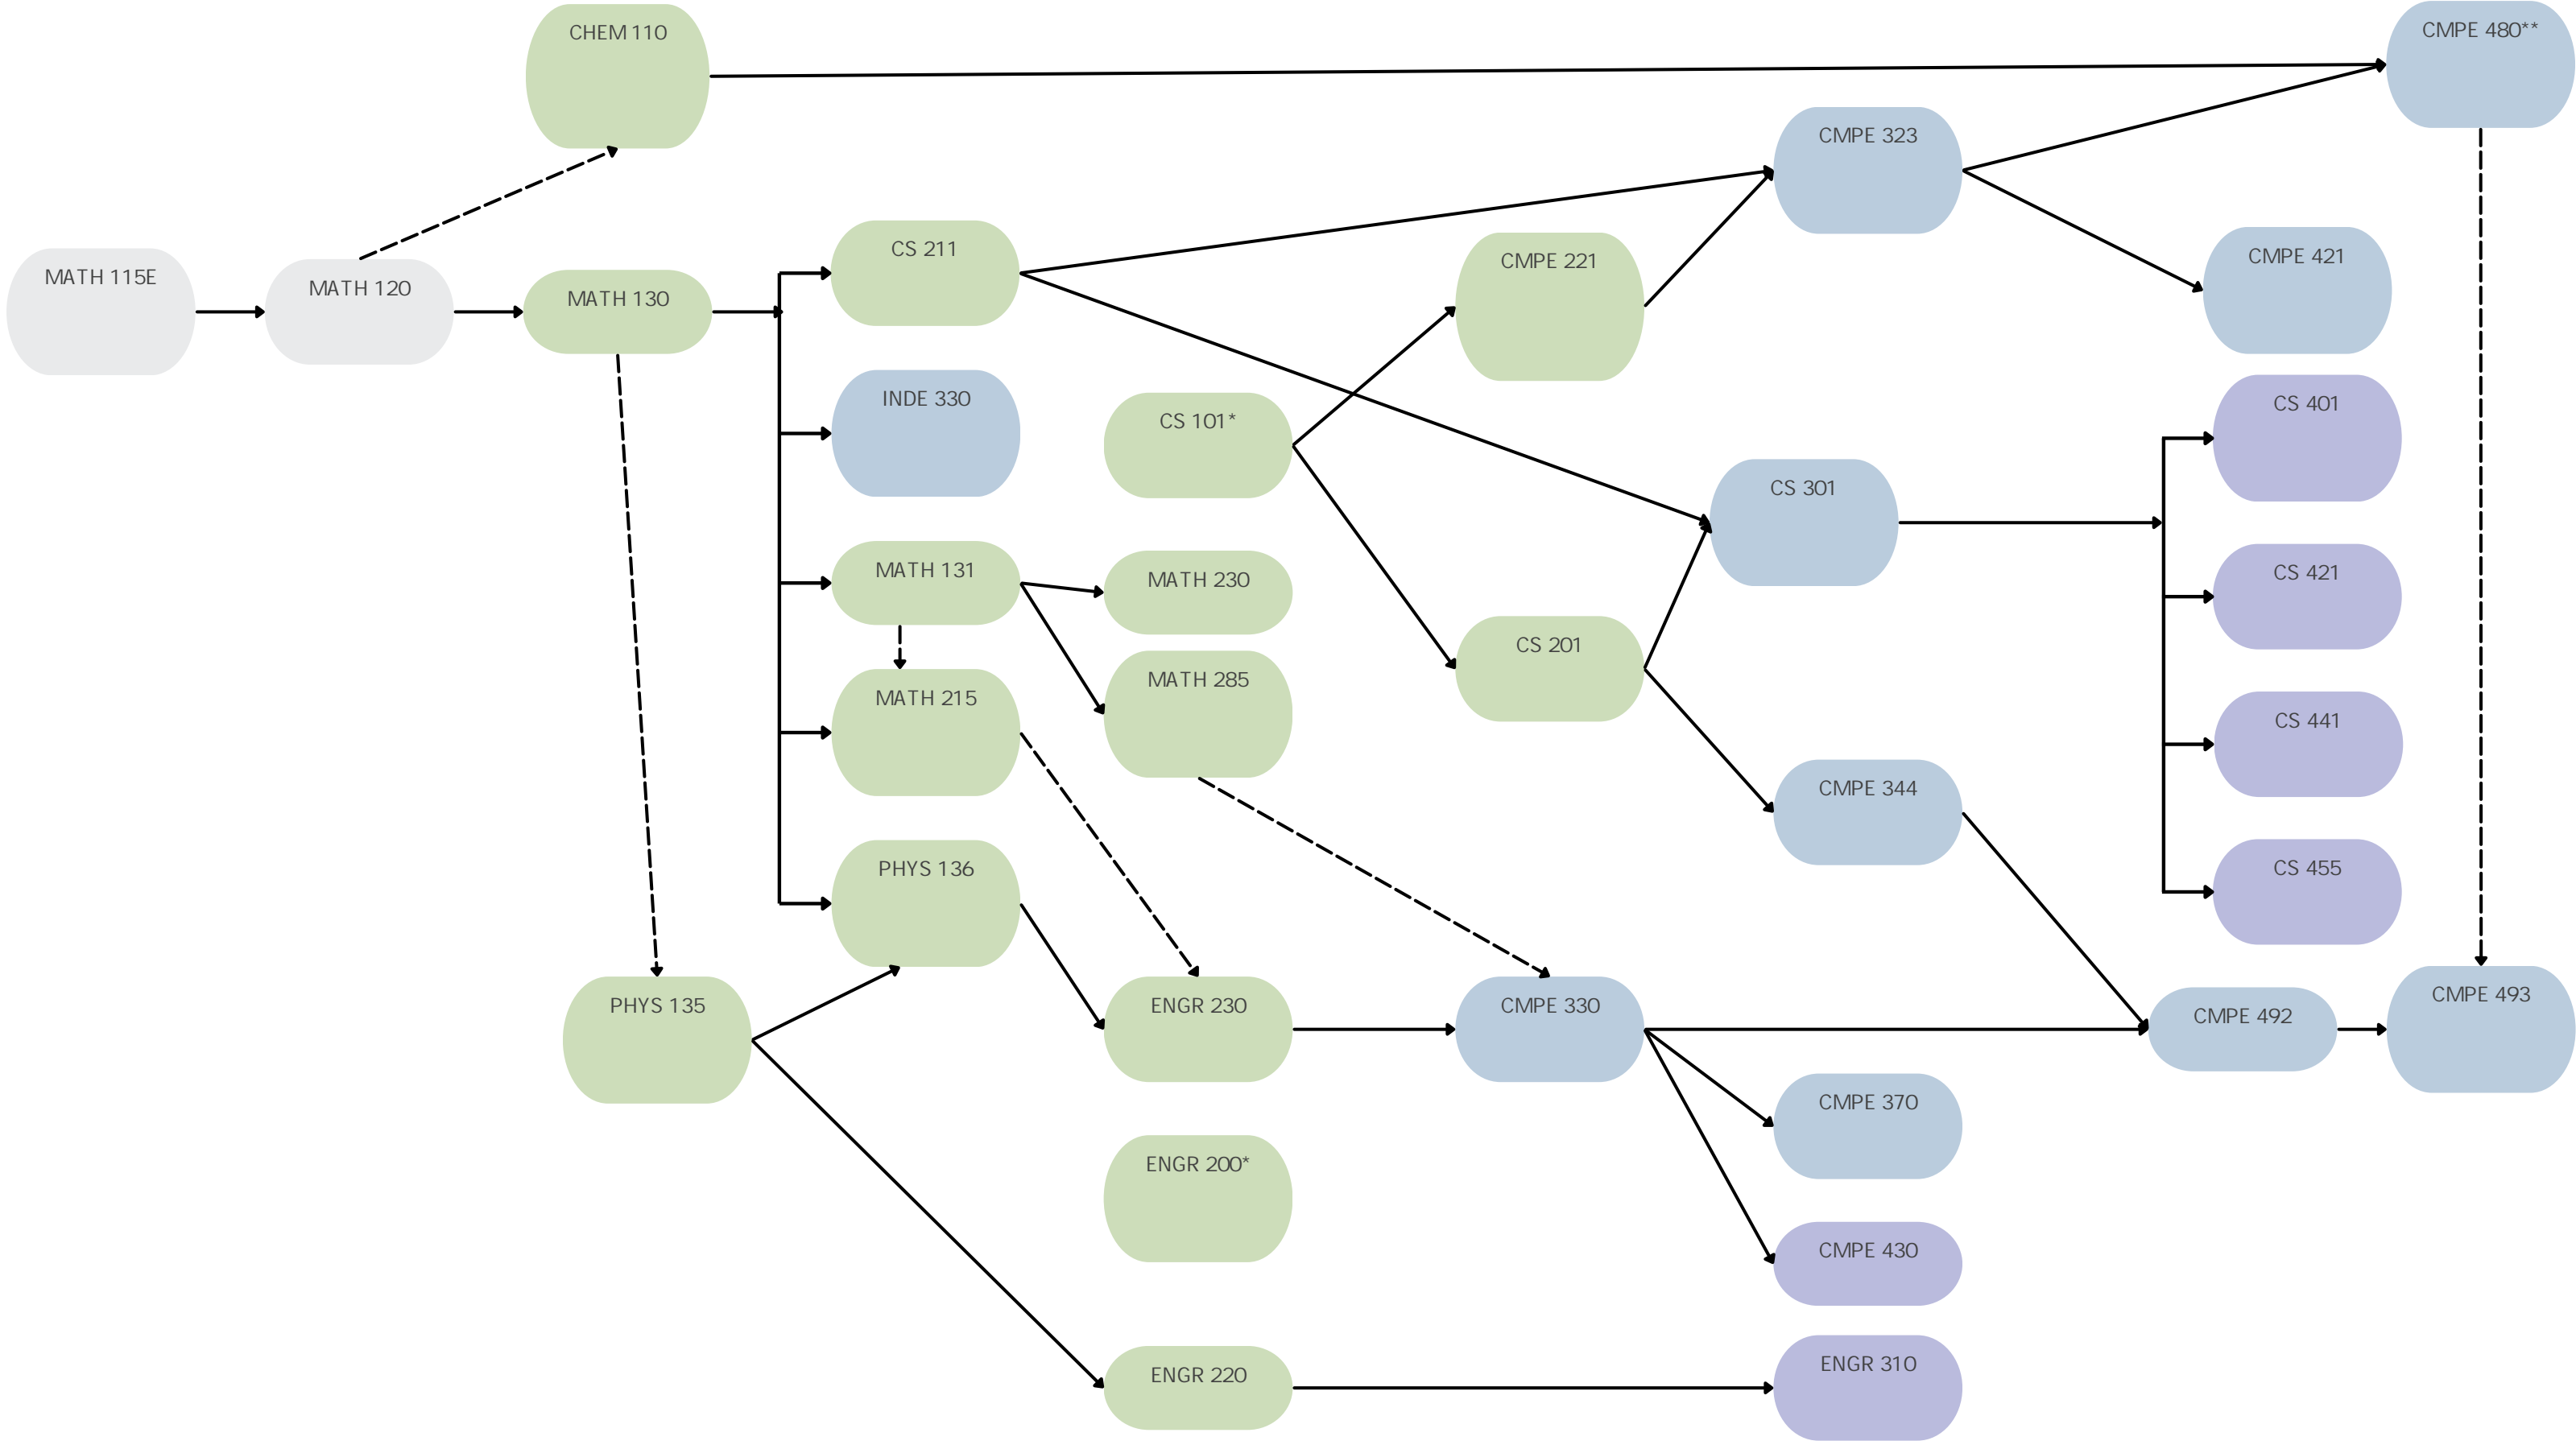 CHEM 110
CMPE 480**
CMPE 323
CS 211
CMPE 221
CMPE 421
MATH 115E
MATH 120
MATH 130
INDE 330
CS 101*
CS 401
CS 301
MATH 131
MATH 230
CS 421
CS 201
MATH 285
MATH 215
CS 441
CMPE 344
PHYS 136
CS 455
PHYS 135
ENGR 230
CMPE 330
CMPE 492
CMPE 493
CMPE 370
ENGR 200*
CMPE 430
ENGR 220
ENGR 310